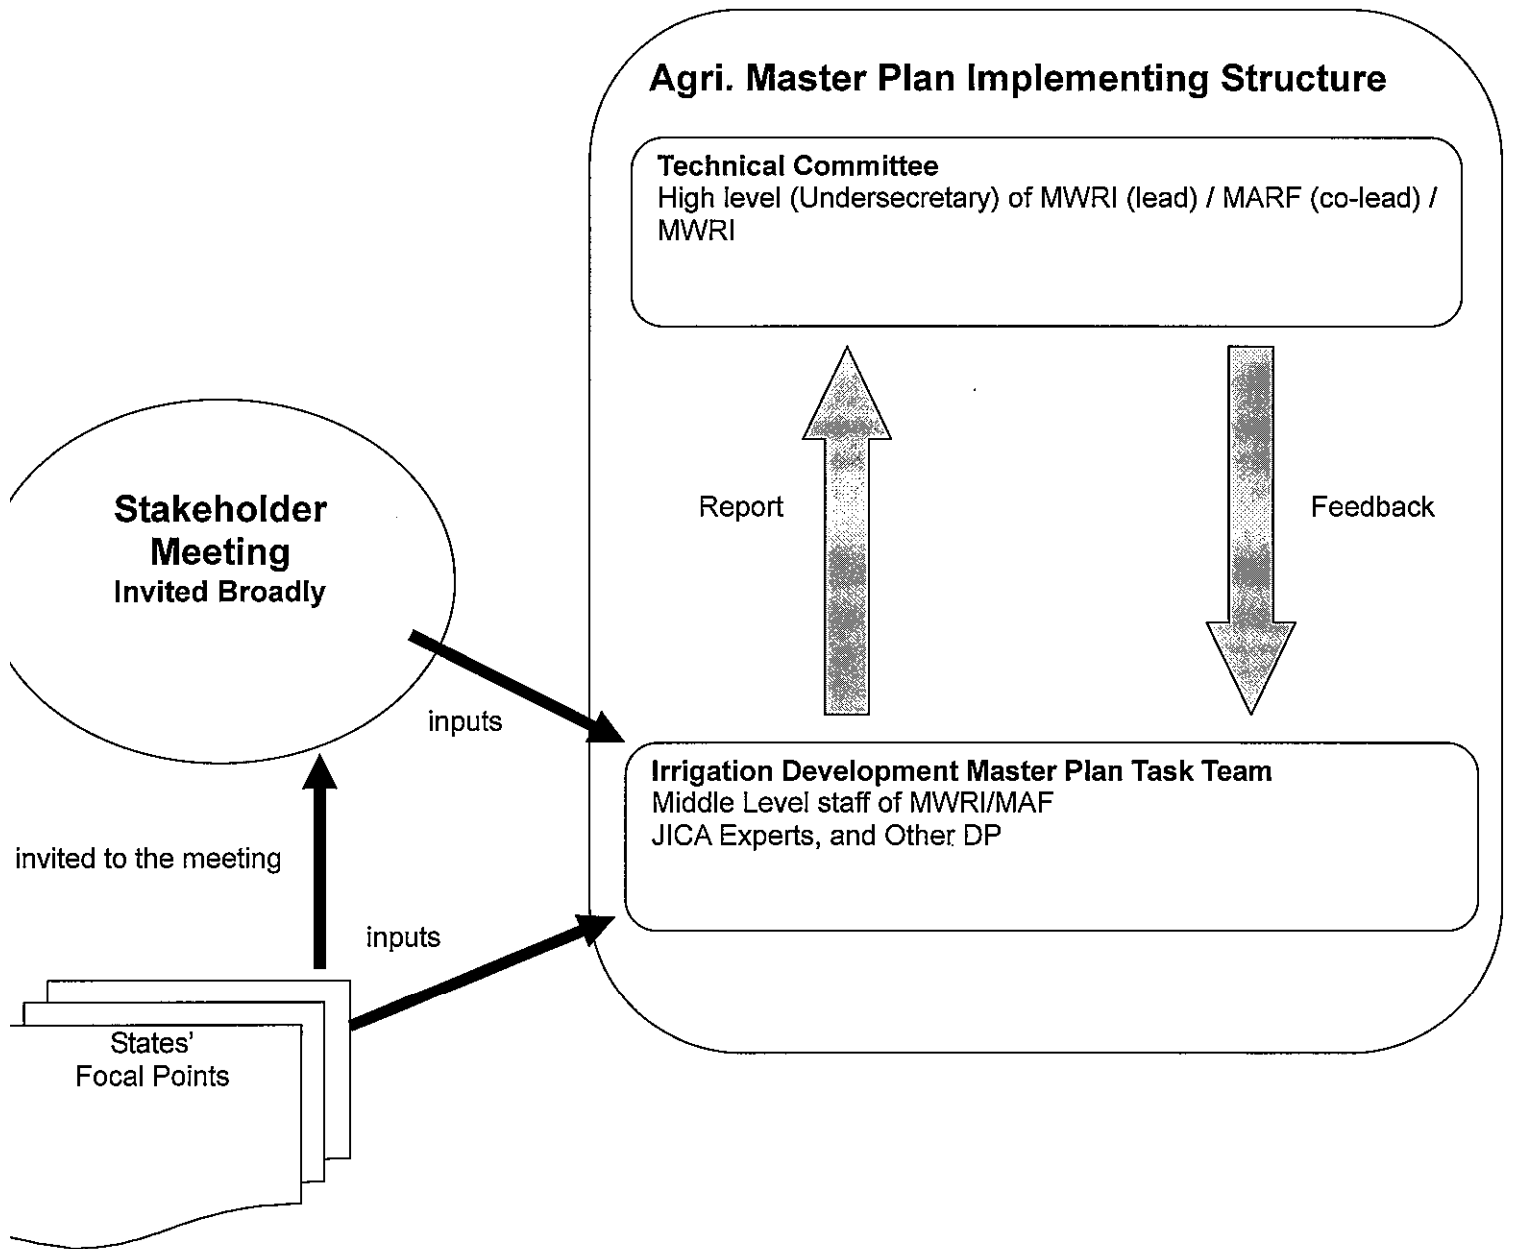 Agri. Master Plan Implementing Structure
Technical Committee
High level (Undersecretary) of MWRI (lead) / MARF (co-lead) /
MWRI
Report
Feedback
Stakeholder
Meeting
Invited Broadly
inputs
Irrigation Development Master Plan Task Team
Middle Level staff of MWRI/MAF
JICA Experts, and Other DP
invited to the meeting
inputs
States’
Focal Points